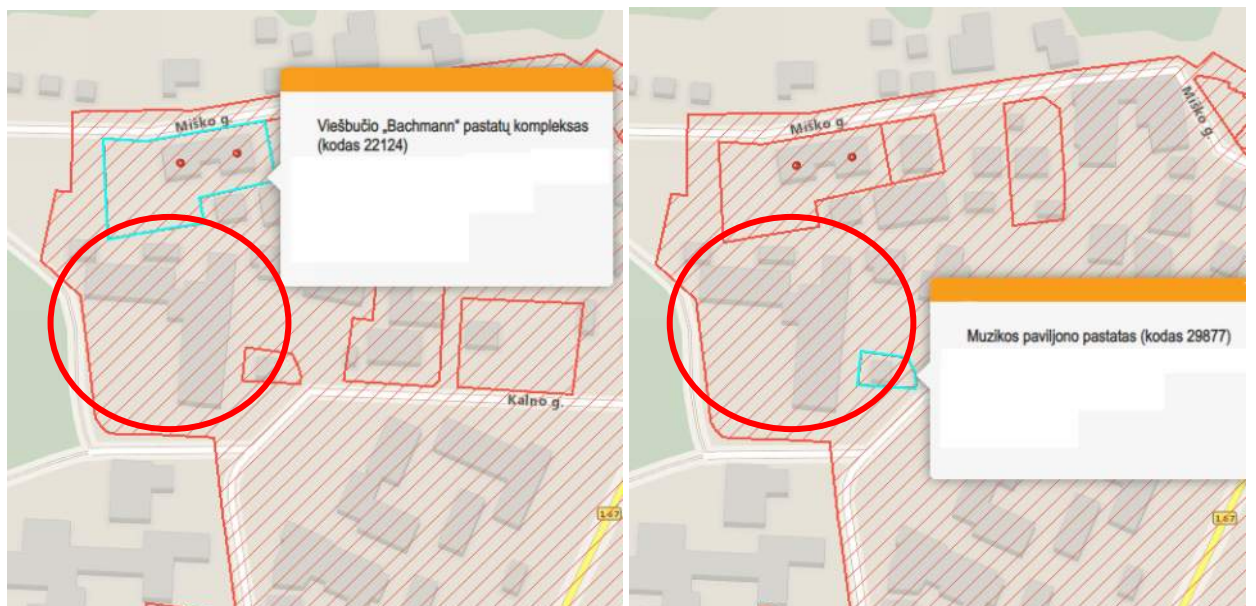 Miško g.
Viešbučio „Bachmann“ pastatų kompleksas
(kodas 22124)
Kalno g.
167
Miško g.
Miško g.
Muzikos paviljono pastatas (kodas 29877)
167